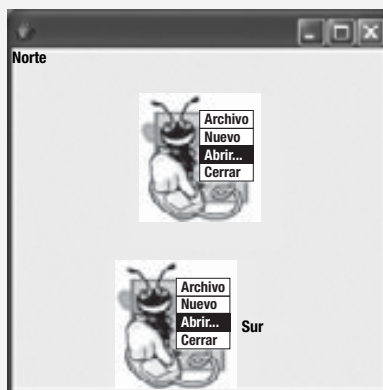 Norte
Archivo
Nuevo
Abrir...
Cerrar
Archivo
Nuevo
Abrir...
Cerrar
Sur